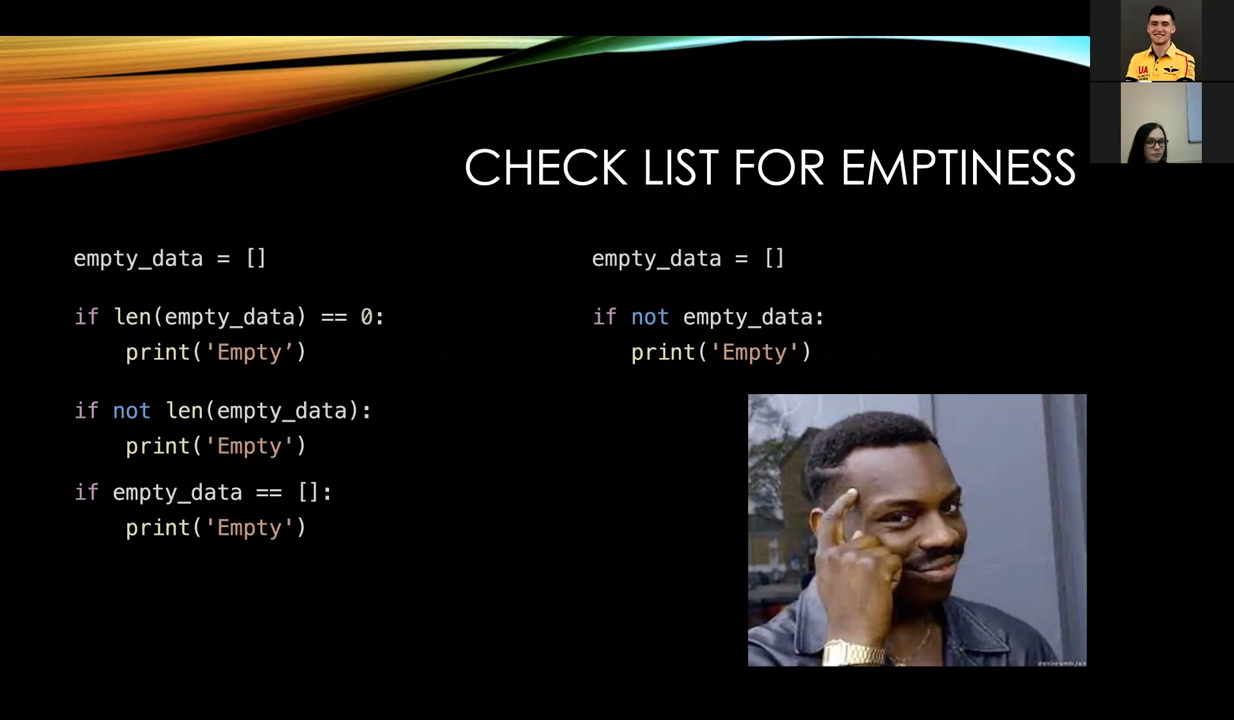 CHECK LIST FOR EMPTINESS
empty_data = []
if len(empty_data) == 0:
print('Empty’)
if not len(empty_data):
print('Empty')
if empty_data == []:
print('Empty')
empty_data = []
if not empty_data:
print('Empty')
UA